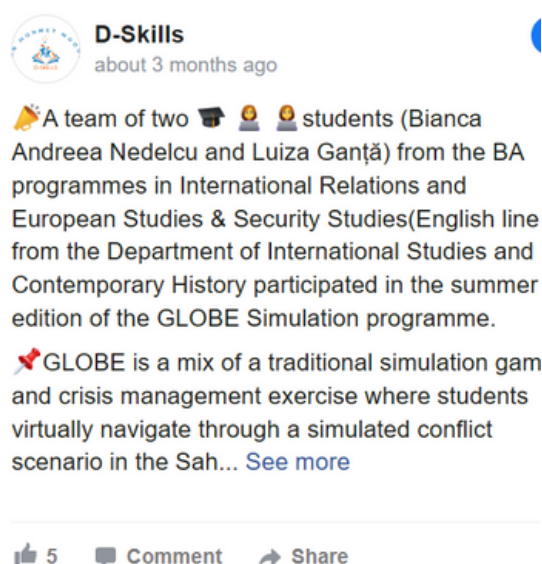 D-Skills
about 3 months ago
📣A team of two 🎓 👩‍💼 👩‍💼students (Bianca
Andreea Nedelcu and Luiza Ganță) from the BA
programmes in International Relations and
European Studies & Security Studies(English line
from the Department of International Studies and
Contemporary History participated in the summer
edition of the GLOBE Simulation programme.
📌GLOBE is a mix of a traditional simulation gam
and crisis management exercise where students
virtually navigate through a simulated conflict
scenario in the Sah... See more
5 Comment Share